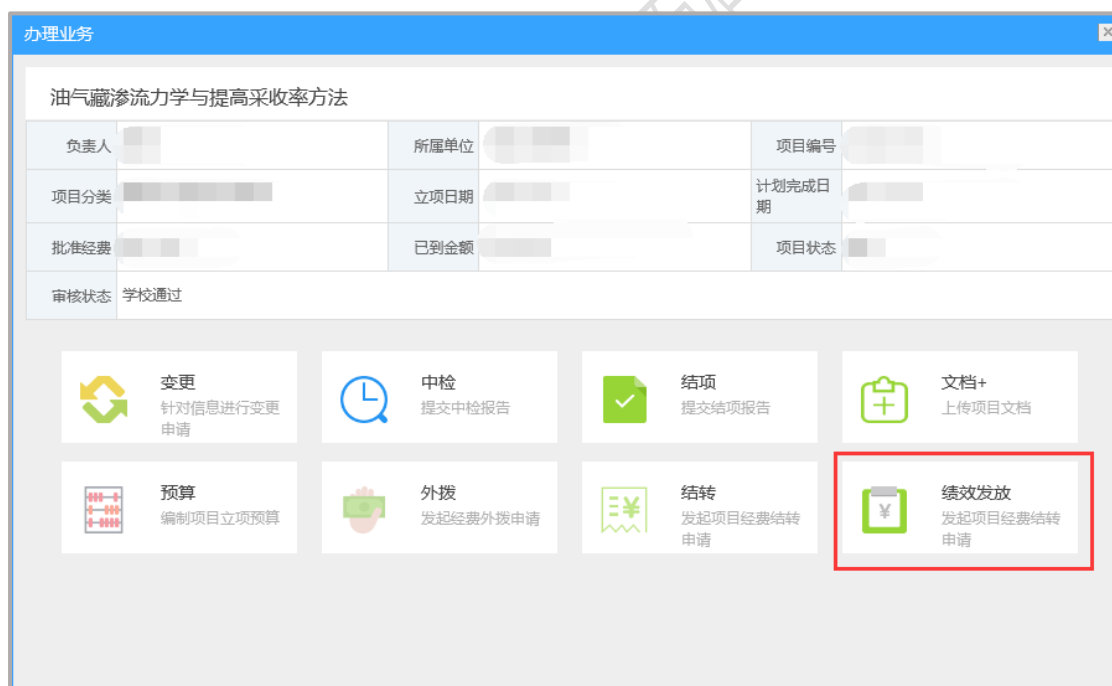 办理业务
油气藏渗流力学与提高采收率方法
负责人 所属单位 项目编号
项目分类 立项日期 计划完成日
期
批准经费 已到金额 项目状态
审核状态 学校通过
变更
针对信息进行变更
申请
中检
提交中检报告
结项
提交结项报告
文档+
上传项目文档
预算
编制项目立项预算
外拨
发起经费外拨申请
结转
发起项目经费结转
申请
绩效发放
发起项目经费结转
申请